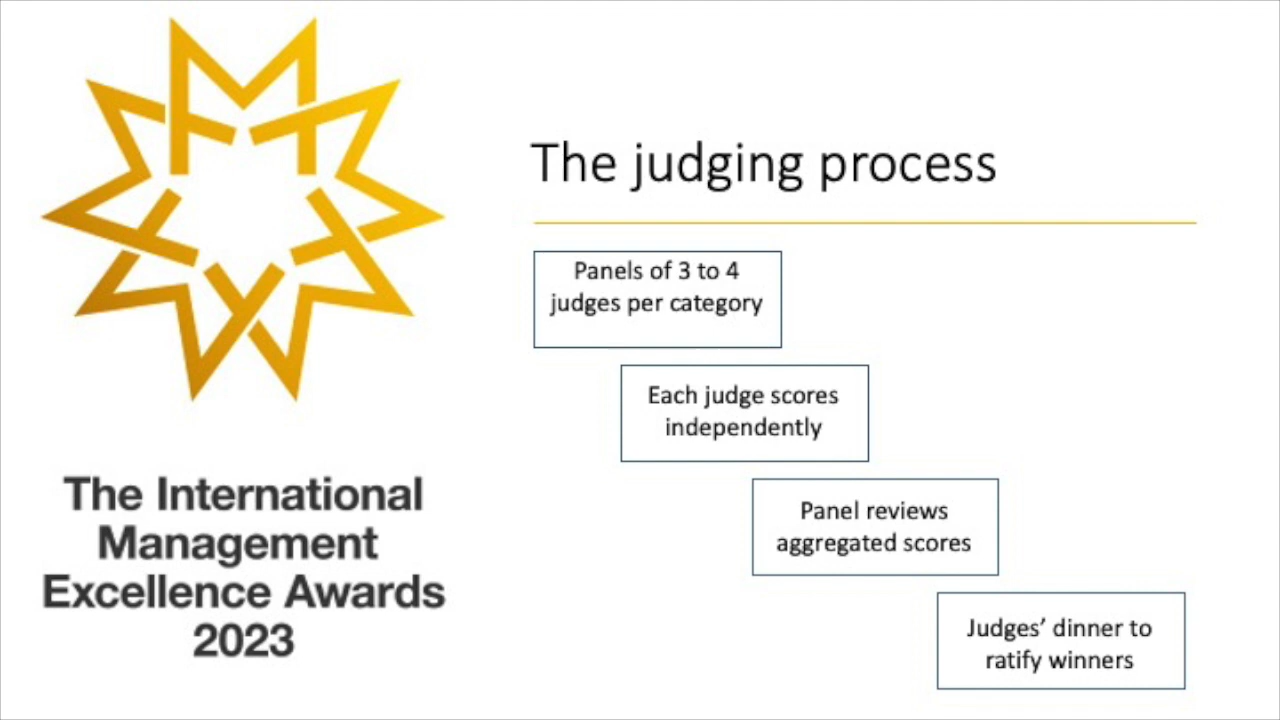 The International
Management
Excellence Awards
2023
The judging process
Panels of 3 to 4
judges per category
Each judge scores
independently
Panel reviews
aggregated scores
Judges’ dinner to
ratify winners